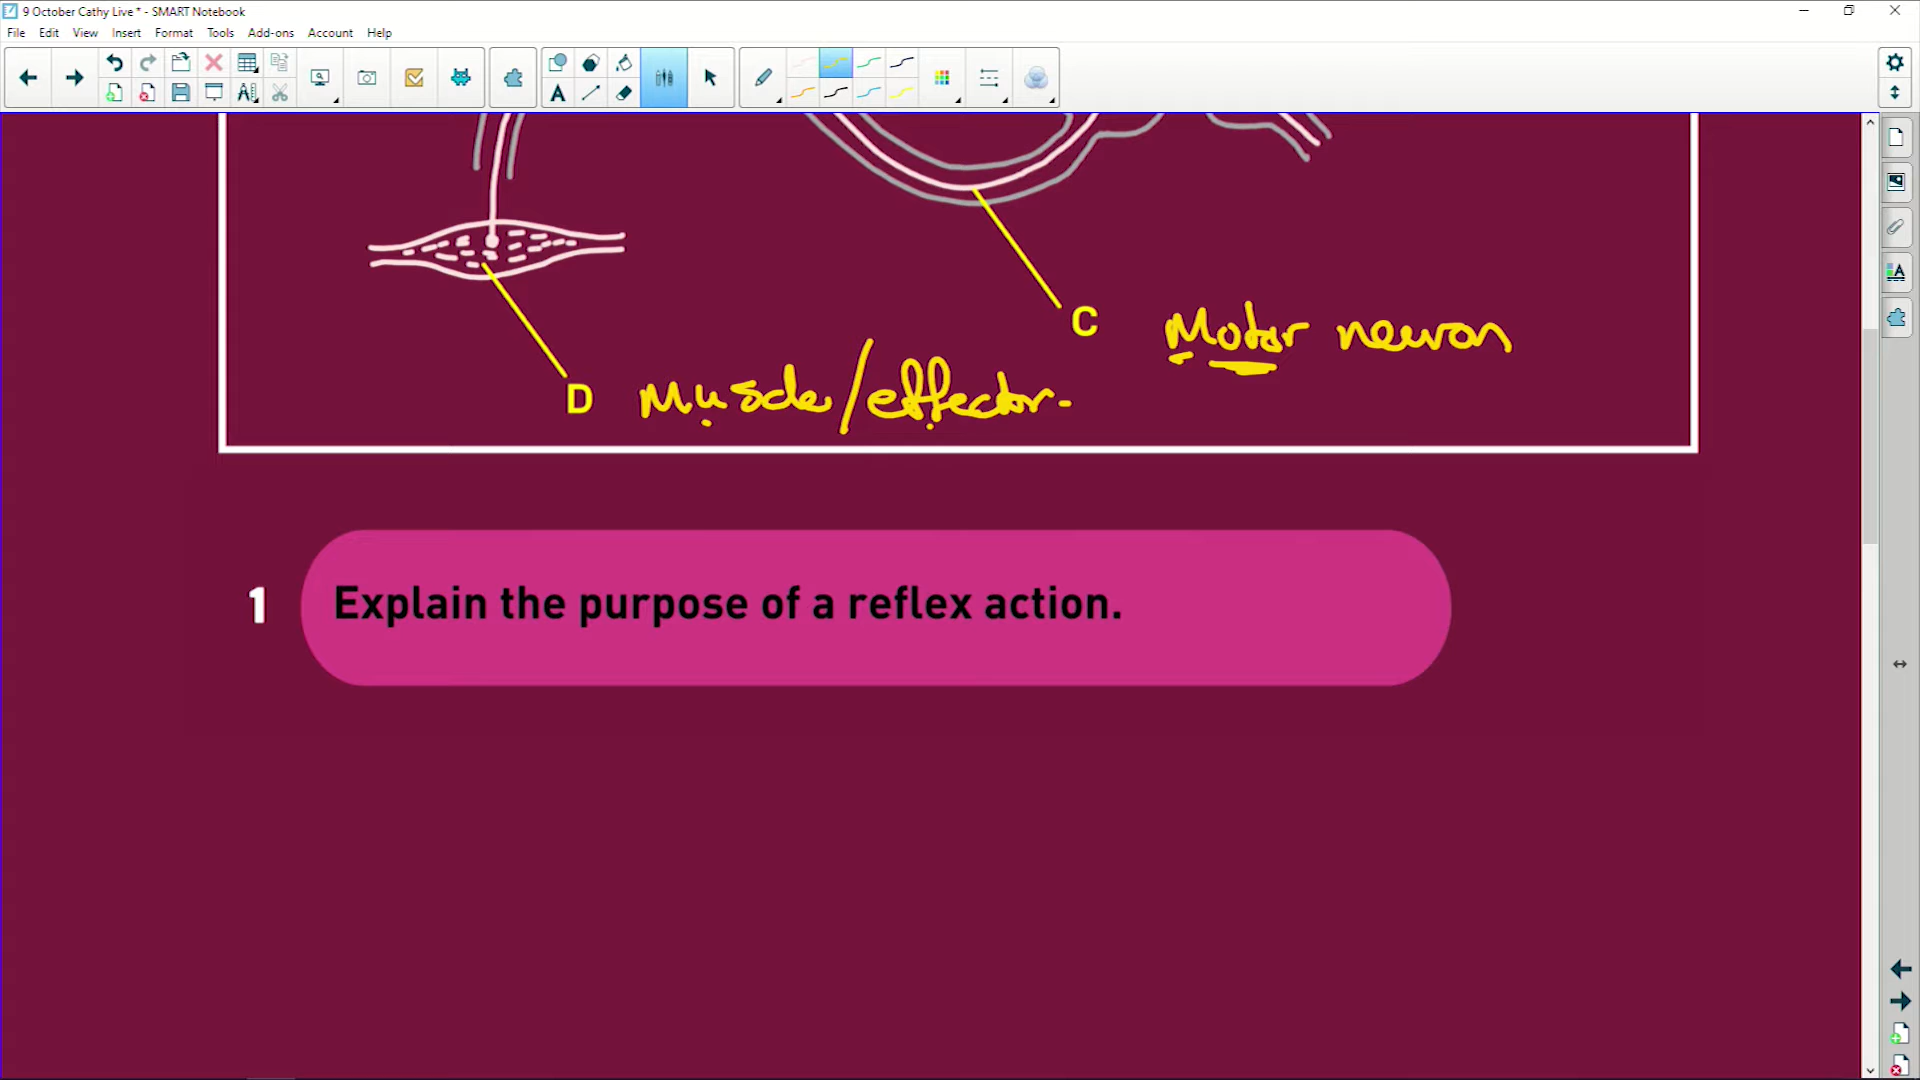 9 October Cathy Live * - SMART Notebook
File Edit View Insert Format Tools Add-ons Account Help
C Motor neuron
D Muscle/effector
1 Explain the purpose of a reflex action.